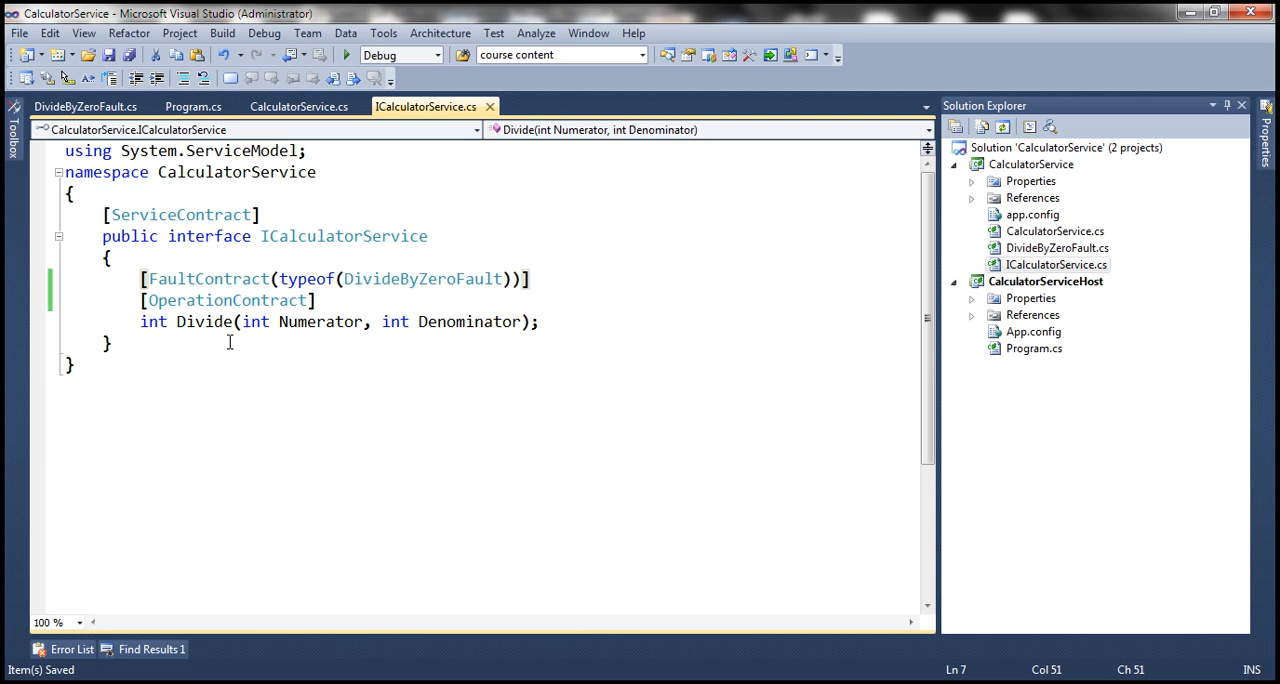 CalculatorService - Microsoft Visual Studio (Administrator)
File Edit View Refactor Project Build Debug Team Data Tools Architecture Test Analyze Window Help
Debug course content
DivideByZeroFault.cs Program.cs CalculatorService.cs ICalculatorService.cs
CalculatorService.ICalculatorService Divide(int Numerator, int Denominator)
Toolbox
using System.ServiceModel;
namespace CalculatorService
{
[ServiceContract]
public interface ICalculatorService
{
[FaultContract(typeof(DivideByZeroFault))]
[OperationContract]
int Divide(int Numerator, int Denominator);
}
}
100 %
Solution Explorer
Solution 'CalculatorService' (2 projects)
CalculatorService
Properties
References
app.config
CalculatorService.cs
DivideByZeroFault.cs
ICalculatorService.cs
CalculatorServiceHost
Properties
References
App.config
Program.cs
Properties
Error List Find Results 1
Item(s) Saved Ln 7 Col 51 Ch 51 INS